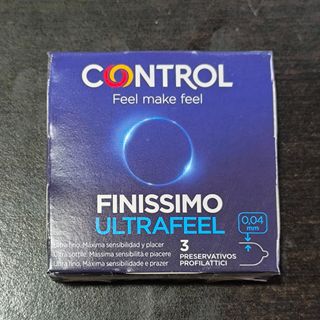 CONTROL
Feel make feel
FINISSIMO
ULTRAFEEL
0,04
mm
Ultra fino. Máxima sensibilidad y placer
Ultra sottile. Massima sensibilità e piacere
Ultra fino. Máxima sensibilidade e prazer
3
PRESERVATIVOS
PROFILATTICI